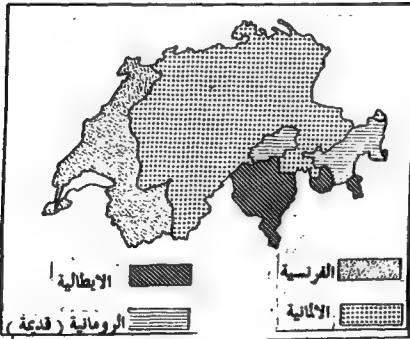 الفرنسية
الايطالية
الالمانية
الرومانية ( قديمة )